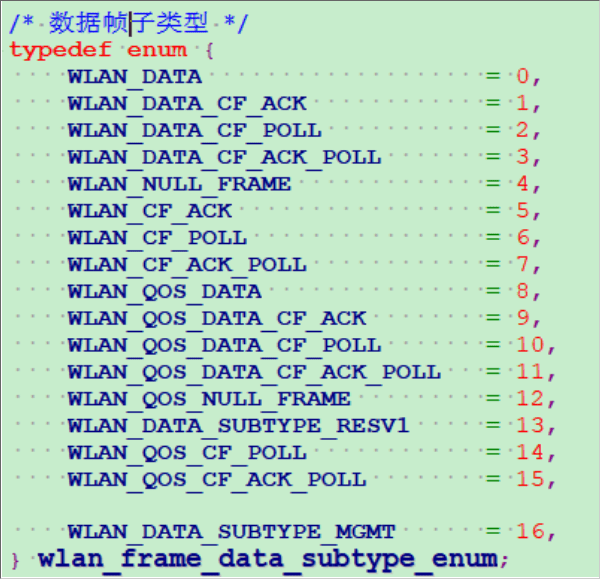 /* 数据帧子类型 */
typedef enum {
    WLAN_DATA                   = 0,
    WLAN_DATA_CF_ACK            = 1,
    WLAN_DATA_CF_POLL           = 2,
    WLAN_DATA_CF_ACK_POLL       = 3,
    WLAN_NULL_FRAME             = 4,
    WLAN_CF_ACK                 = 5,
    WLAN_CF_POLL                = 6,
    WLAN_CF_ACK_POLL            = 7,
    WLAN_QOS_DATA               = 8,
    WLAN_QOS_DATA_CF_ACK        = 9,
    WLAN_QOS_DATA_CF_POLL       = 10,
    WLAN_QOS_DATA_CF_ACK_POLL   = 11,
    WLAN_QOS_NULL_FRAME         = 12,
    WLAN_DATA_SUBTYPE_RESV1     = 13,
    WLAN_QOS_CF_POLL            = 14,
    WLAN_QOS_CF_ACK_POLL        = 15,
    WLAN_DATA_SUBTYPE_MGMT      = 16,
} wlan_frame_data_subtype_enum;